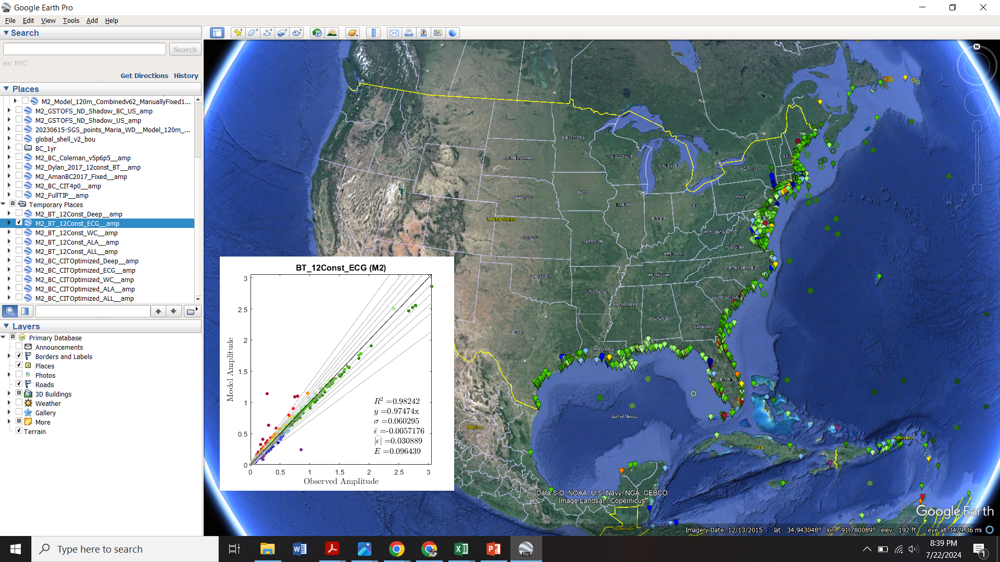 Google Earth Pro
File Edit View Tools Add Help
Search
Search
ex: NYC
Get Directions History
Places
M2_Model_120m_Combinedv62_ManuallyFixed1...
M2_GSTOFS_ND_Shadow_BC_US_amp
M2_GSTOFS_ND_Shadow_US_amp
20230615-SGS_points_Maria_WD__Model_120m_...
global_shell_v2_bou
BC_1yr
M2_BC_Coleman_v5p6p5__amp
M2_Dylan_2017_12const_BT__amp
M2_AmanBC2017_Fixed__amp
M2_BC_CIT4p0__amp
M2_FullTIP__amp
Temporary Places
M2_BT_12Const_Deep__amp
M2_BT_12Const_ECG__amp
M2_BT_12Const_WC__amp
M2_BT_12Const_ALA__amp
M2_BT_12Const_ALL__amp
M2_BC_CITOptimized_Deep__amp
M2_BC_CITOptimized_ECG__amp
M2_BC_CITOptimized_WC__amp
M2_BC_CITOptimized_ALA__amp
M2_BC_CITOptimized_ALL__amp
Layers
Primary Database
Announcements
Borders and Labels
Places
Photos
Roads
3D Buildings
Weather
Gallery
More
Terrain
N
MINNESOTA
MAINE
WISCONSIN
VT
NH
SOUTH DAKOTA
MICHIGAN
NEW YORK
MA
CT
IOWA
NEBRASKA
PENN
ILLINOIS
OHIO
INDIANA
United States
WEST VIRGINIA
KANSAS
MISSOURI
VIRGINIA
KENTUCKY
NORTH CAROLINA
TENNESSEE
OKLAHOMA
ARKANSAS
SOUTH CAROLINA
MISSISSIPPI
ALABAMA
GEORGIA
TEXAS
LOUISIANA
FLORIDA
Gulf of Mexico
Mexico
Cuba
Puerto Rico
Guatemala
BT_12Const_ECG (M2)
Model Amplitude
3
2.5
2
1.5
1
0.5
0
R² =0.98242
y =0.97474x
σ =0.060295
ε̄ =-0.0057176
|ε̄| =0.030889
E =0.096439
0 0.5 1 1.5 2 2.5 3
Observed Amplitude
Data SIO, NOAA, U.S. Navy, NGA, GEBCO
Image Landsat / Copernicus
Google Earth
Imagery Date: 12/13/2015 lat 34.943048° lon -91.780089° elev 192 ft eye alt 3479.36 mi
Type here to search
8:39 PM
7/22/2024
1